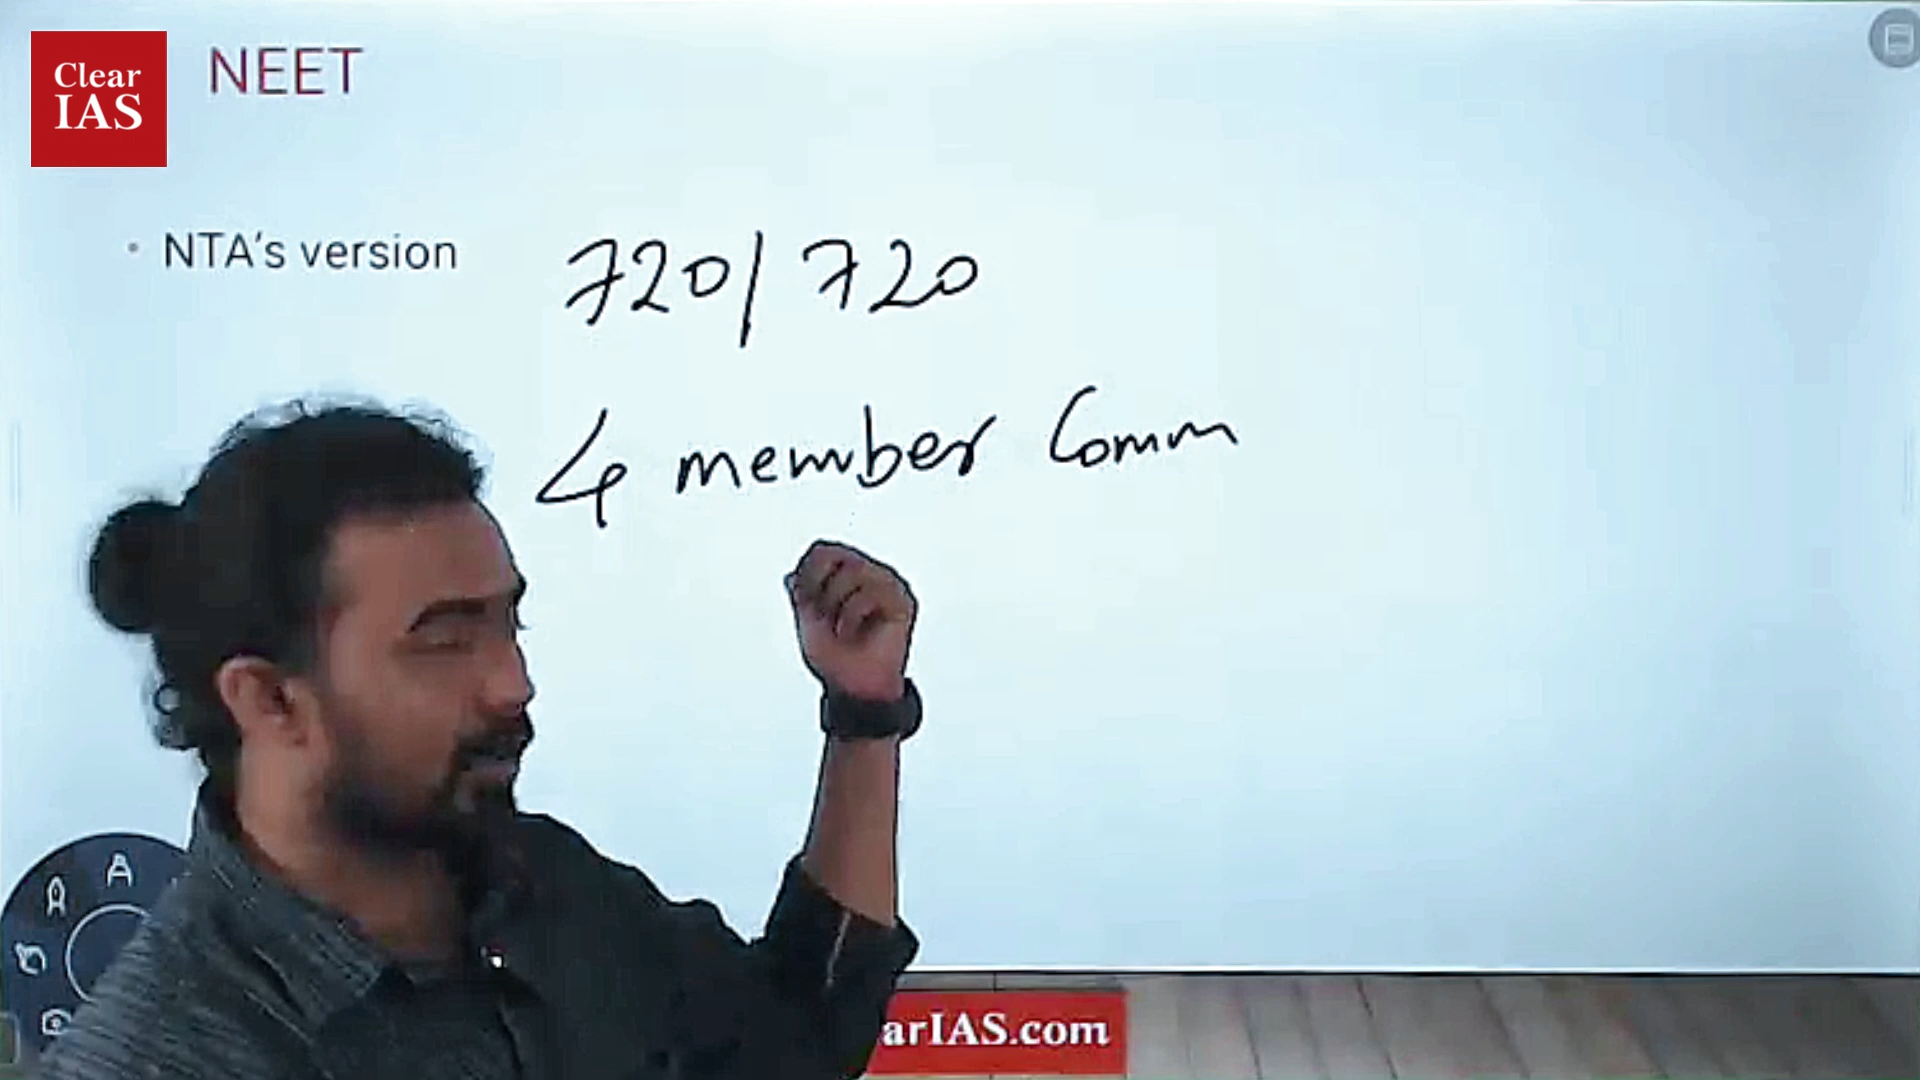 Clear
IAS
NEET
• NTA's version
720/720
4 member Comm
A
arIAS.com